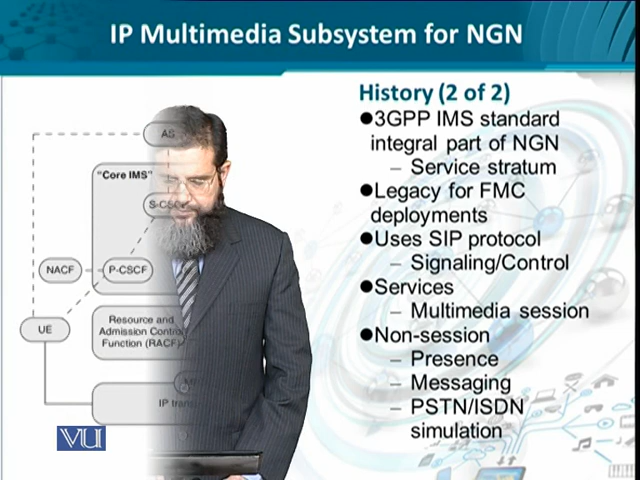 IP Multimedia Subsystem for NGN
History (2 of 2)
●3GPP IMS standard
integral part of NGN
– Service stratum
●Legacy for FMC
deployments
●Uses SIP protocol
– Signaling/Control
●Services
– Multimedia session
●Non-session
– Presence
– Messaging
– PSTN/ISDN
simulation
AS
"Core IMS"
S-CSCF
NACF
P-CSCF
UE
Resource and
Admission Control
Function (RACF)
IP
VU